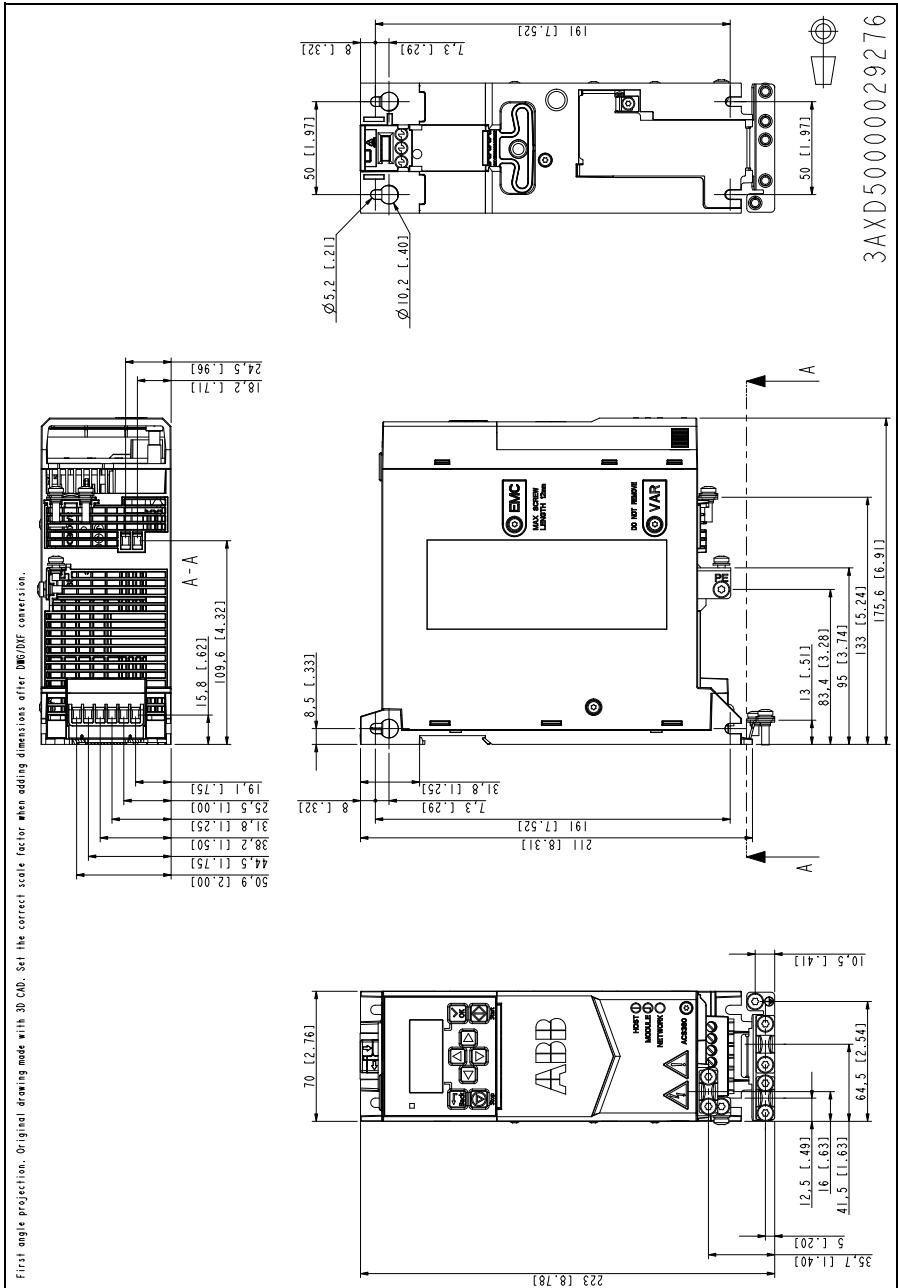 First angle projection. Original drawing made with 3D CAD. Set the correct scale factor when adding dimensions after DWG/DXF conversion.
8 [.32]
7,3 [.29]
191 [7.52]
50 [1.97]
50 [1.97]
Ø5,2 [.21]
Ø10,2 [.40]
3AXD50000029276
24,5 [.96]
18,2 [.71]
A-A
15,8 [.62]
109,6 [4.32]
19,1 [.75]
25,5 [1.00]
31,8 [1.25]
38,2 [1.50]
44,5 [1.75]
50,9 [2.00]
EMC
MAX SCREW
LENGTH 12mm
DO NOT REMOVE
VAR
PE
A
A
8,5 [.33]
13 [.51]
83,4 [3.28]
95 [3.74]
133 [5.24]
175,6 [6.91]
31,8 [1.25]
8 [.32]
7,3 [.29]
191 [7.52]
211 [8.31]
70 [2.76]
OK
ABB
HOST
MODULE
NETWORK
ACS380
10,5 [.41]
64,5 [2.54]
12,5 [.49]
16 [.63]
41,5 [1.63]
5 [.20]
35,7 [1.40]
223 [8.78]